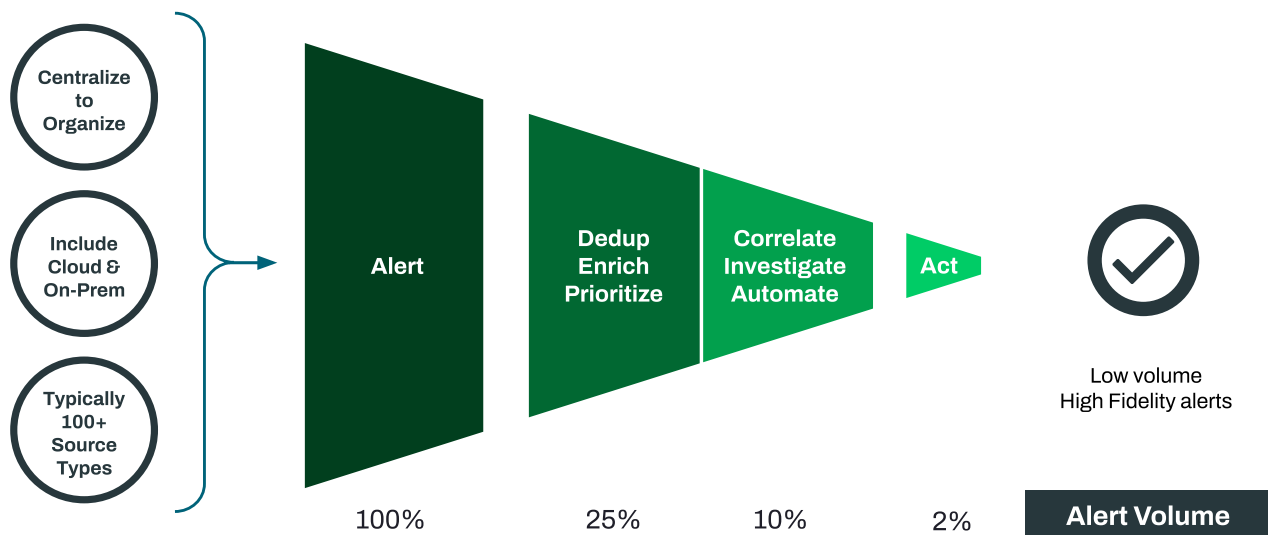 Centralize
to
Organize
Include
Cloud &
On-Prem
Typically
100+
Source
Types
Alert
Dedup
Enrich
Prioritize
Correlate
Investigate
Automate
Act
Low volume
High Fidelity alerts
100%
25%
10%
2%
Alert Volume